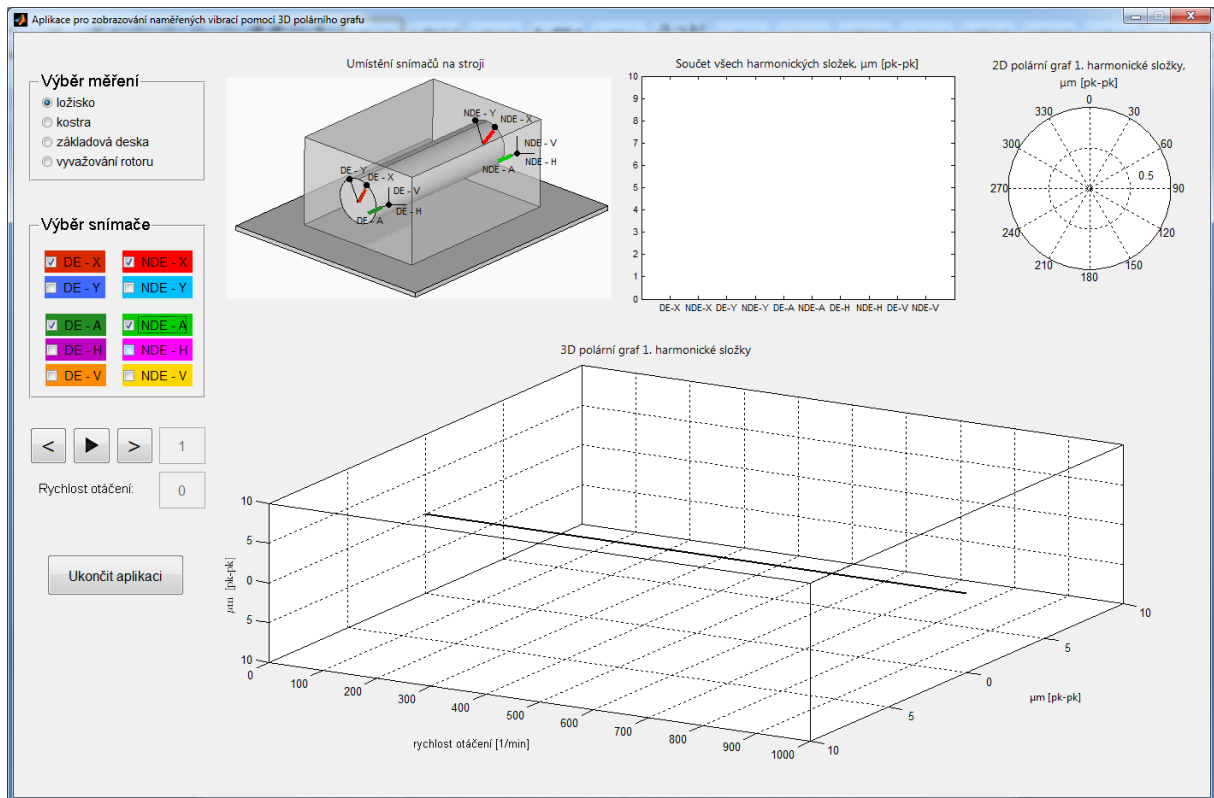 Aplikace pro zobrazování naměřených vibrací pomocí 3D polárního grafu
Výběr měření
ložisko
kostra
základová deska
vyvažování rotoru
Výběr snímače
DE - X
NDE - X
DE - Y
NDE - Y
DE - A
NDE - A
DE - H
NDE - H
DE - V
NDE - V
<
>
1
Rychlost otáčení:
0
Ukončit aplikaci
Umístění snímačů na stroji
NDE - Y
NDE - X
NDE - V
NDE - H
NDE - A
DE - Y
DE - X
DE - V
DE - H
DE - A
Součet všech harmonických složek, µm [pk-pk]
10
9
8
7
6
5
4
3
2
1
0
DE-X NDE-X DE-Y NDE-Y DE-A NDE-A DE-H NDE-H DE-V NDE-V
2D polární graf 1. harmonické složky,
µm [pk-pk]
0
330
30
300
60
0.5
270
90
240
120
210
150
180
3D polární graf 1. harmonické složky
10
5
0
5
10
µm [pk-pk]
0
100
200
300
400
500
600
700
800
900
1000
rychlost otáčení [1/min]
10
5
0
5
10
µm [pk-pk]